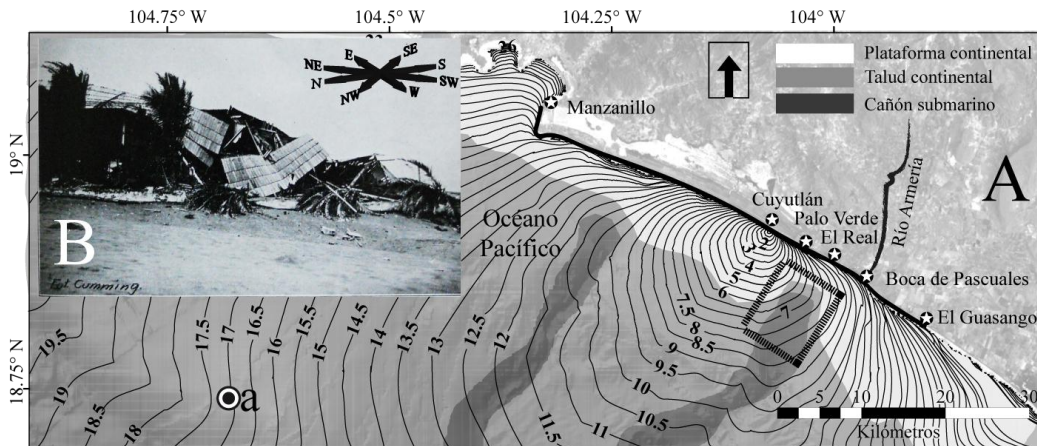 104.75° W
104.5° W
104.25° W
104° W
19° N
18.75° N
B
Fot Cumming.
E
SE
NE
S
N
SW
NW
W
26
Manzanillo
Plataforma continental
Talud continental
Cañón submarino
A
Río Armería
Océano
Pacífico
Cuyutlán
Palo Verde
El Real
Boca de Pascuales
El Guasango
2
3
4
5
6
7
7.5
8
8.5
9
9.5
10
10.5
11
11.5
12
12.5
13
13.5
14
14.5
15
15.5
16
16.5
17
17.5
18
18.5
19
19.5
a
0 5 10 20 30
Kilómetros